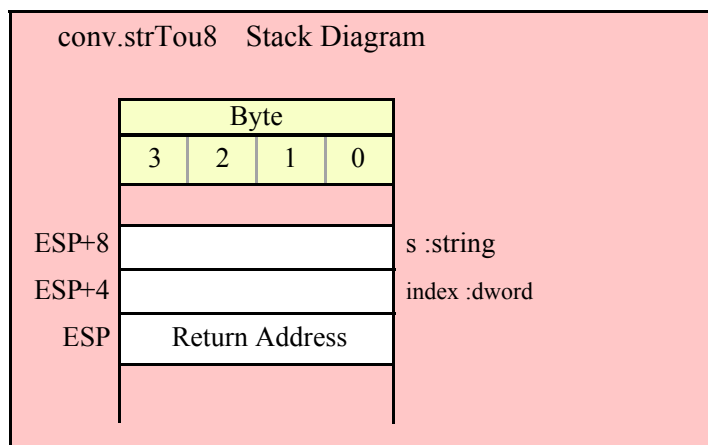 conv.strTou8 Stack Diagram
Byte
3 2 1 0
ESP+8 s :string
ESP+4 index :dword
ESP Return Address